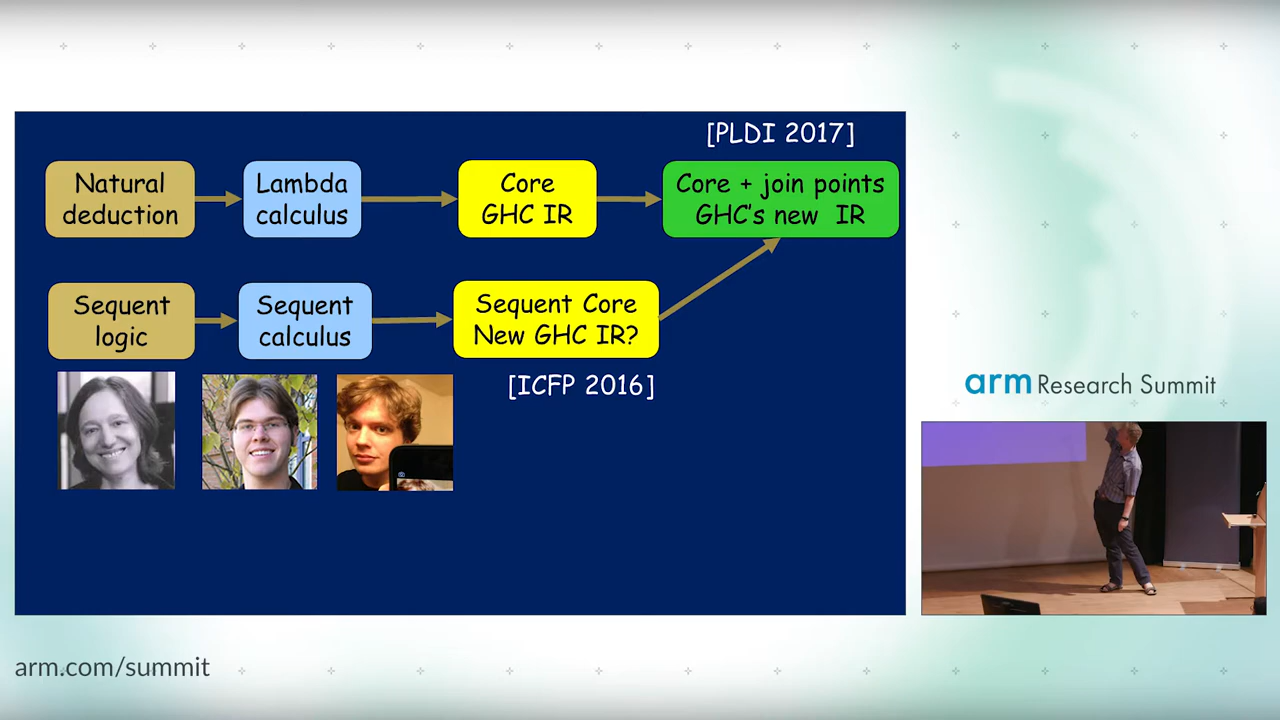 [PLDI 2017]
Natural
deduction
Lambda
calculus
Core
GHC IR
Core + join points
GHC's new IR
Sequent
logic
Sequent
calculus
Sequent Core
New GHC IR?
[ICFP 2016]
arm Research Summit
arm.com/summit